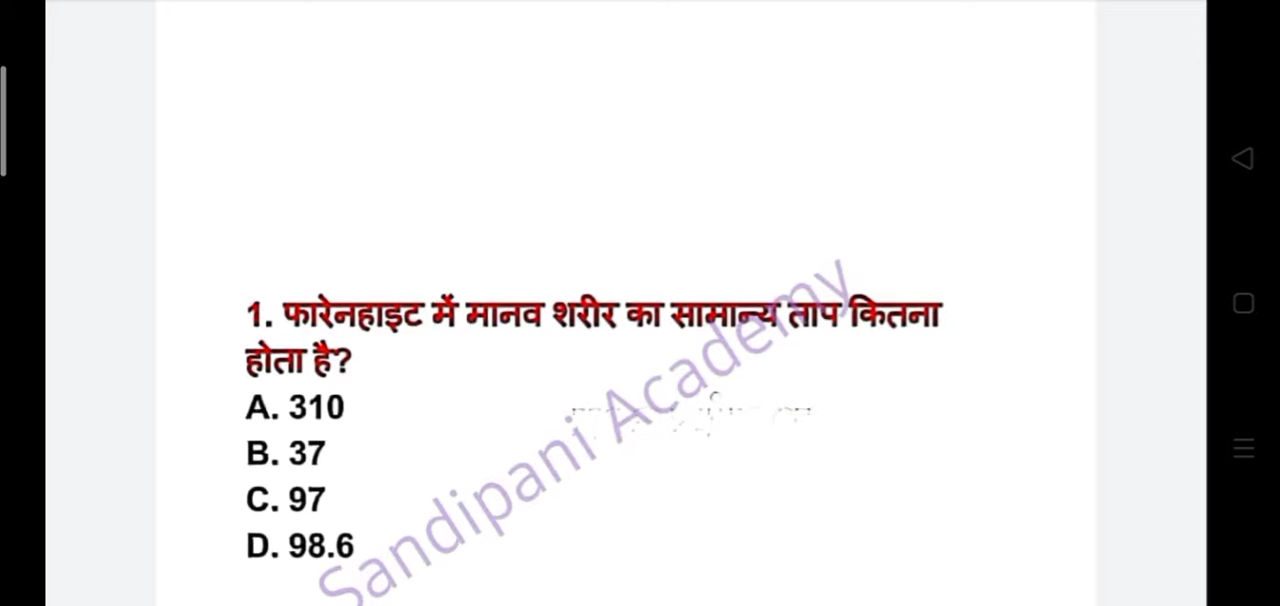 1. फारेनहाइट में मानव शरीर का सामान्य ताप कितना
होता है?
A. 310
B. 37
C. 97
D. 98.6
Sandipani Academy